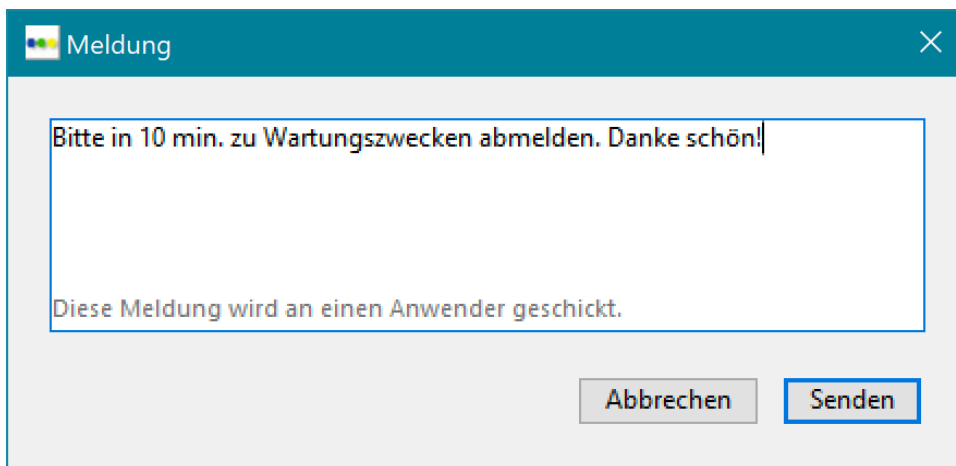 Meldung
Bitte in 10 min. zu Wartungszwecken abmelden. Danke schön!
Diese Meldung wird an einen Anwender geschickt.
Abbrechen Senden